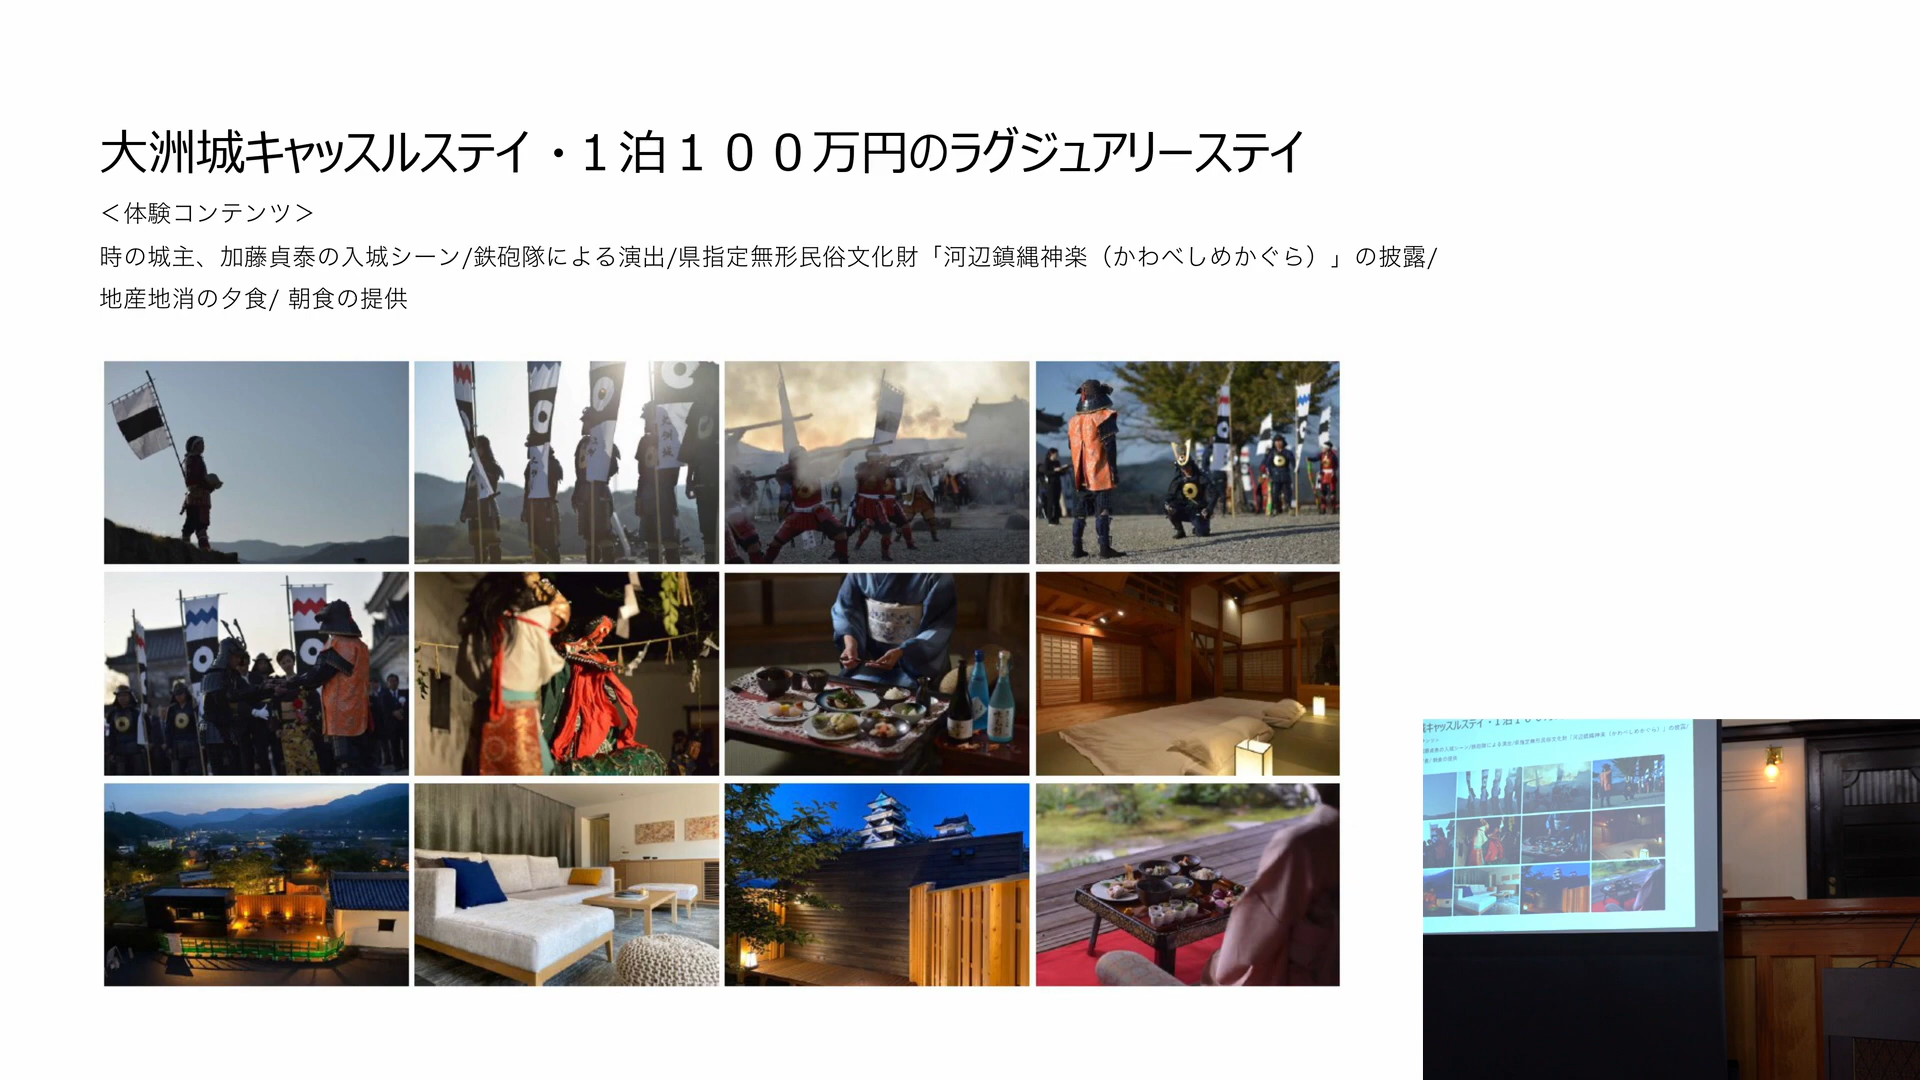 大洲城キャッスルステイ・１泊１００万円のラグジュアリーステイ
＜体験コンテンツ＞
時の城主、加藤貞泰の入城シーン/鉄砲隊による演出/県指定無形民俗文化財「河辺鎮縄神楽（かわべしめかぐら）」の披露/
地産地消の夕食/ 朝食の提供